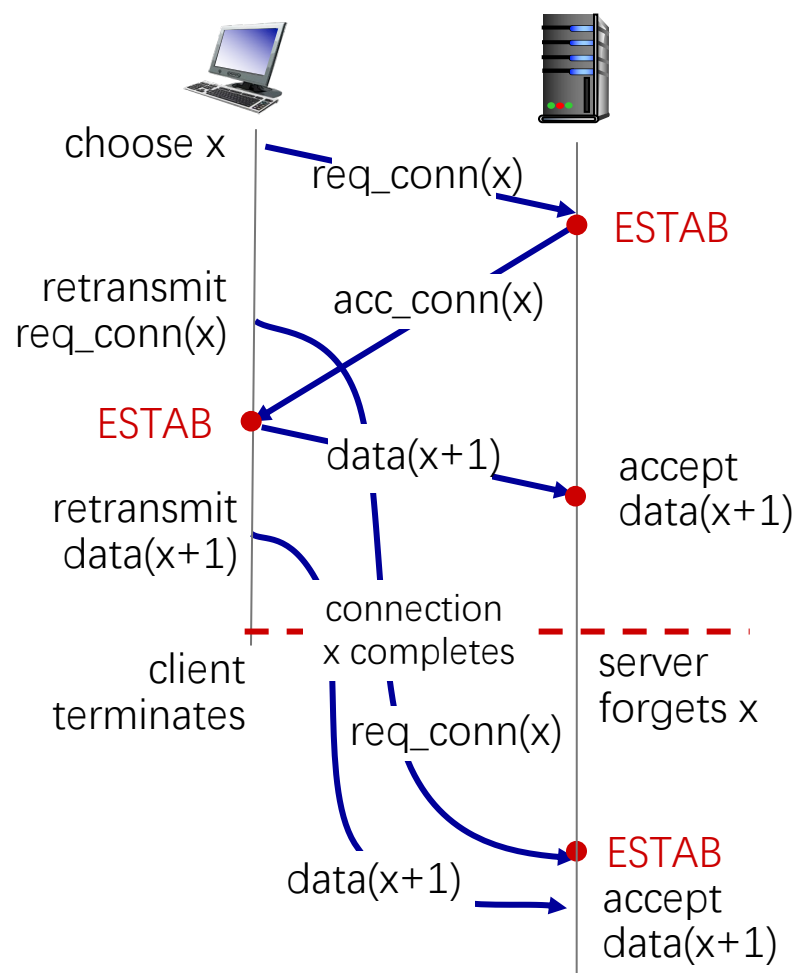 choose x
req_conn(x)
ESTAB
retransmit
req_conn(x)
acc_conn(x)
ESTAB
data(x+1)
accept
data(x+1)
retransmit
data(x+1)
connection
x completes
client
terminates
server
forgets x
req_conn(x)
ESTAB
data(x+1)
accept
data(x+1)